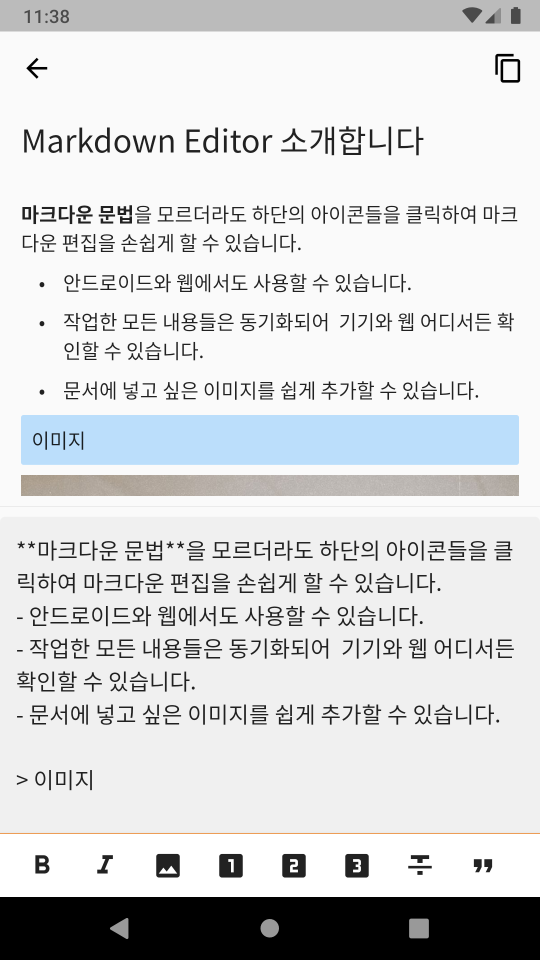 11:38
Markdown Editor 소개합니다
마크다운 문법을 모르더라도 하단의 아이콘들을 클릭하여 마크
다운 편집을 손쉽게 할 수 있습니다.
• 안드로이드와 웹에서도 사용할 수 있습니다.
• 작업한 모든 내용들은 동기화되어  기기와 웹 어디서든 확
인할 수 있습니다.
• 문서에 넣고 싶은 이미지를 쉽게 추가할 수 있습니다.
이미지
**마크다운 문법**을 모르더라도 하단의 아이콘들을 클
릭하여 마크다운 편집을 손쉽게 할 수 있습니다.
- 안드로이드와 웹에서도 사용할 수 있습니다.
- 작업한 모든 내용들은 동기화되어  기기와 웹 어디서든
확인할 수 있습니다.
- 문서에 넣고 싶은 이미지를 쉽게 추가할 수 있습니다.
> 이미지
B I 1 2 3 S "